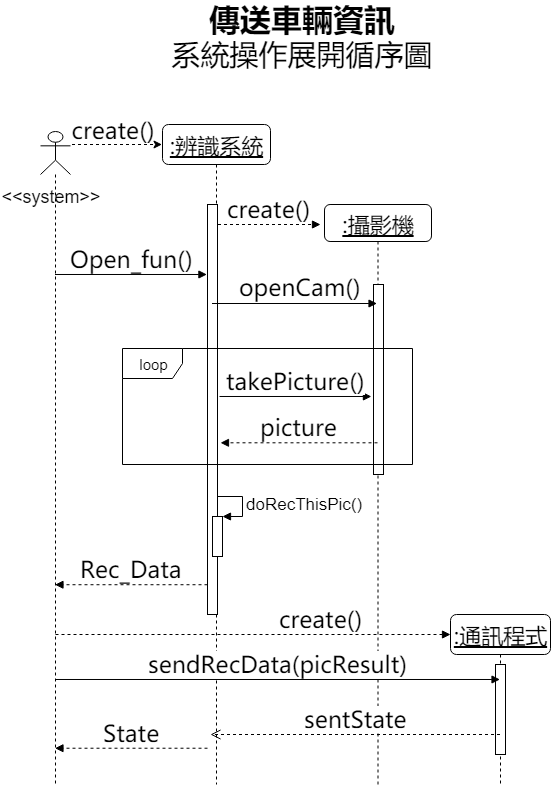 傳送車輛資訊
系統操作展開循序圖
create()
:辨識系統
<<system>>
create()
:攝影機
Open_fun()
openCam()
loop
takePicture()
picture
doRecThisPic()
Rec_Data
create()
:通訊程式
sendRecData(picResult)
sentState
State